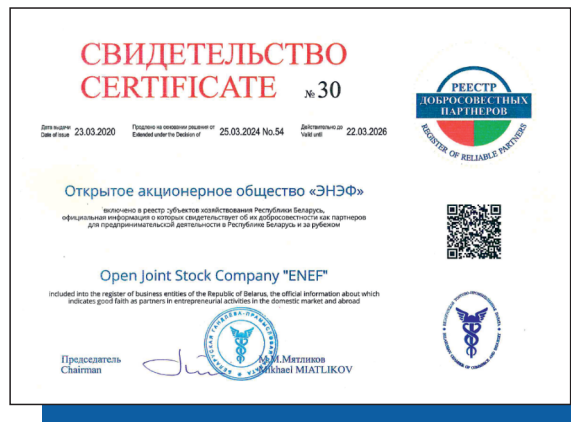 СВИДЕТЕЛЬСТВО
CERTIFICATE № 30
РЕЕСТР
ДОБРОСОВЕСТНЫХ
ПАРТНЕРОВ
REGISTER OF RELIABLE PARTNERS
Дата выдачи
Date of issue
23.03.2020
Продлено на основании решения от
Extended under the Decision of
25.03.2024 No.54
Действительно до
Valid until
22.03.2026
Открытое акционерное общество «ЭНЭФ»
включено в реестр субъектов хозяйствования Республики Беларусь,
официальная информация о которых свидетельствует об их добросовестности как партнеров
для предпринимательской деятельности в Республике Беларусь и за рубежом
Open Joint Stock Company "ENEF"
included into the register of business entities of the Republic of Belarus, the official information about which
indicates good faith as partners in entrepreneurial activities in the domestic market and abroad
Председатель
Chairman
М.Мятликов
Mikhael MIATLIKOV